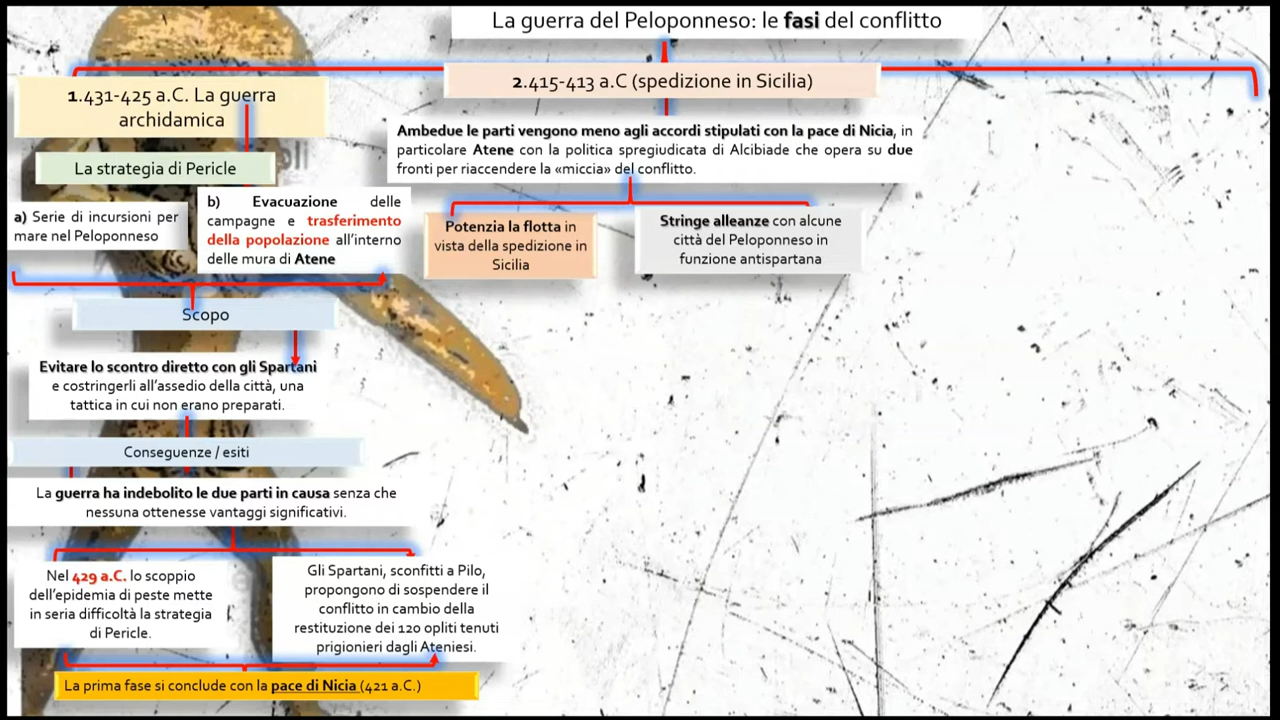 La guerra del Peloponneso: le fasi del conflitto
1.431-425 a.C. La guerra
archidamica
La strategia di Pericle
a) Serie di incursioni per
mare nel Peloponneso
b) Evacuazione delle
campagne e trasferimento
della popolazione all'interno
delle mura di Atene
Scopo
Evitare lo scontro diretto con gli Spartani
e costringerli all'assedio della città, una
tattica in cui non erano preparati.
Conseguenze / esiti
La guerra ha indebolito le due parti in causa senza che
nessuna ottenesse vantaggi significativi.
Nel 429 a.C. lo scoppio
dell'epidemia di peste mette
in seria difficoltà la strategia
di Pericle.
Gli Spartani, sconfitti a Pilo,
propongono di sospendere il
conflitto in cambio della
restituzione dei 120 opliti tenuti
prigionieri dagli Ateniesi.
La prima fase si conclude con la pace di Nicia (421 a.C.)
2.415-413 a.C (spedizione in Sicilia)
Ambedue le parti vengono meno agli accordi stipulati con la pace di Nicia, in
particolare Atene con la politica spregiudicata di Alcibiade che opera su due
fronti per riaccendere la «miccia» del conflitto.
Potenzia la flotta in
vista della spedizione in
Sicilia
Stringe alleanze con alcune
città del Peloponneso in
funzione antispartana